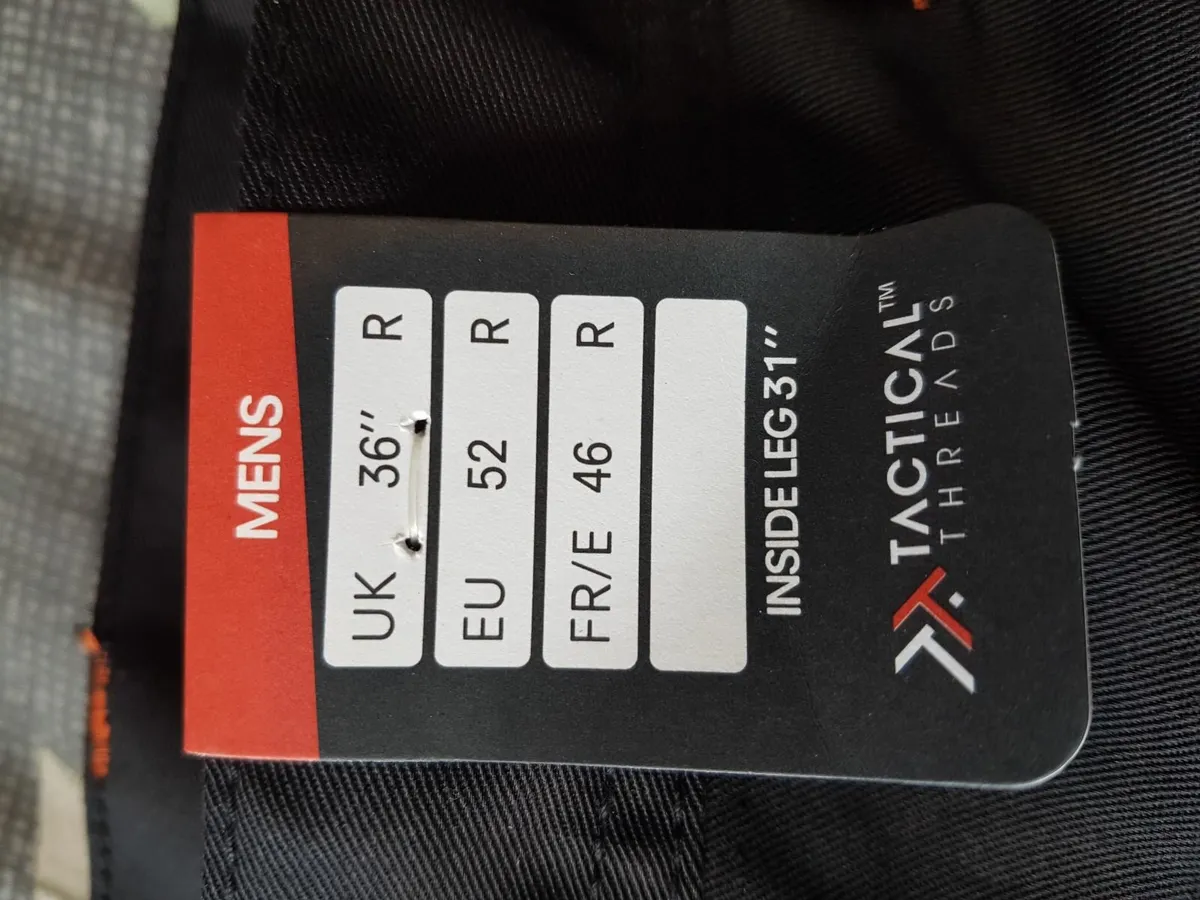 MENS
UK 36″ R
EU 52 R
FR/E 46 R
INSIDE LEG 31″
TACTICAL™
THREADS